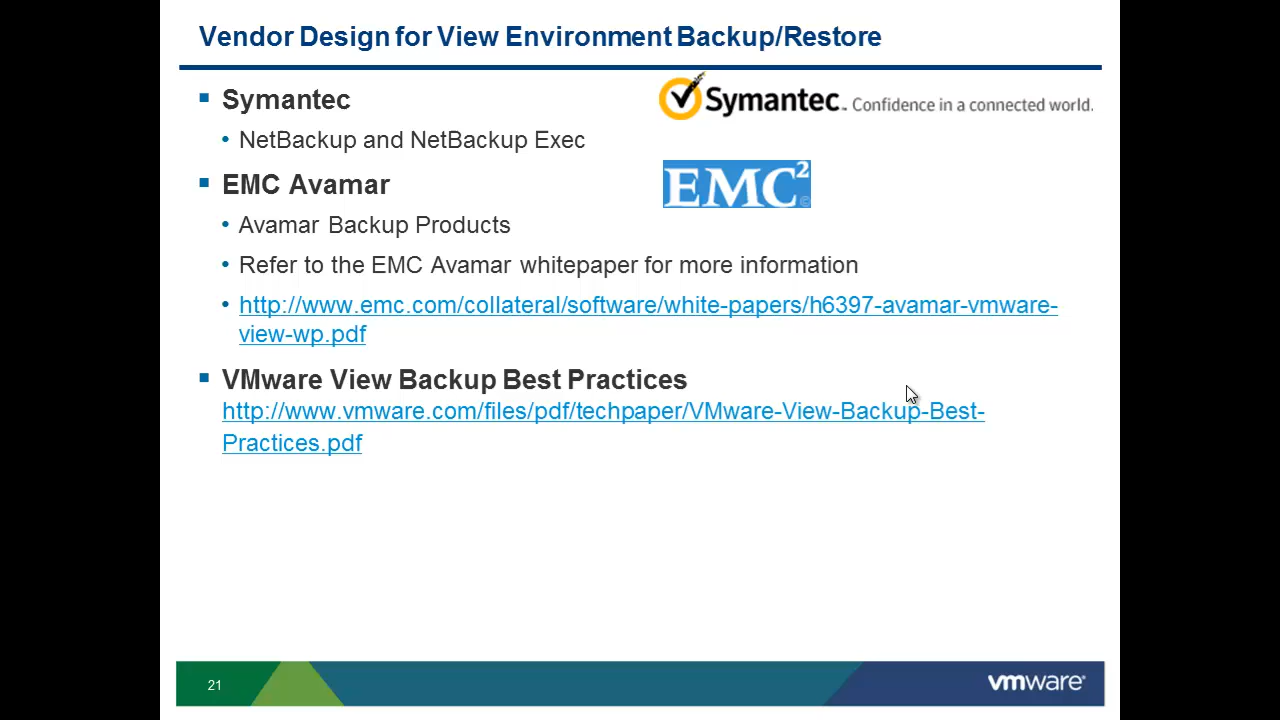 Vendor Design for View Environment Backup/Restore
Symantec
Symantec™ Confidence in a connected world.
NetBackup and NetBackup Exec
EMC Avamar
EMC²
Avamar Backup Products
Refer to the EMC Avamar whitepaper for more information
http://www.emc.com/collateral/software/white-papers/h6397-avamar-vmware-
view-wp.pdf
VMware View Backup Best Practices
http://www.vmware.com/files/pdf/techpaper/VMware-View-Backup-Best-
Practices.pdf
21
vmware®